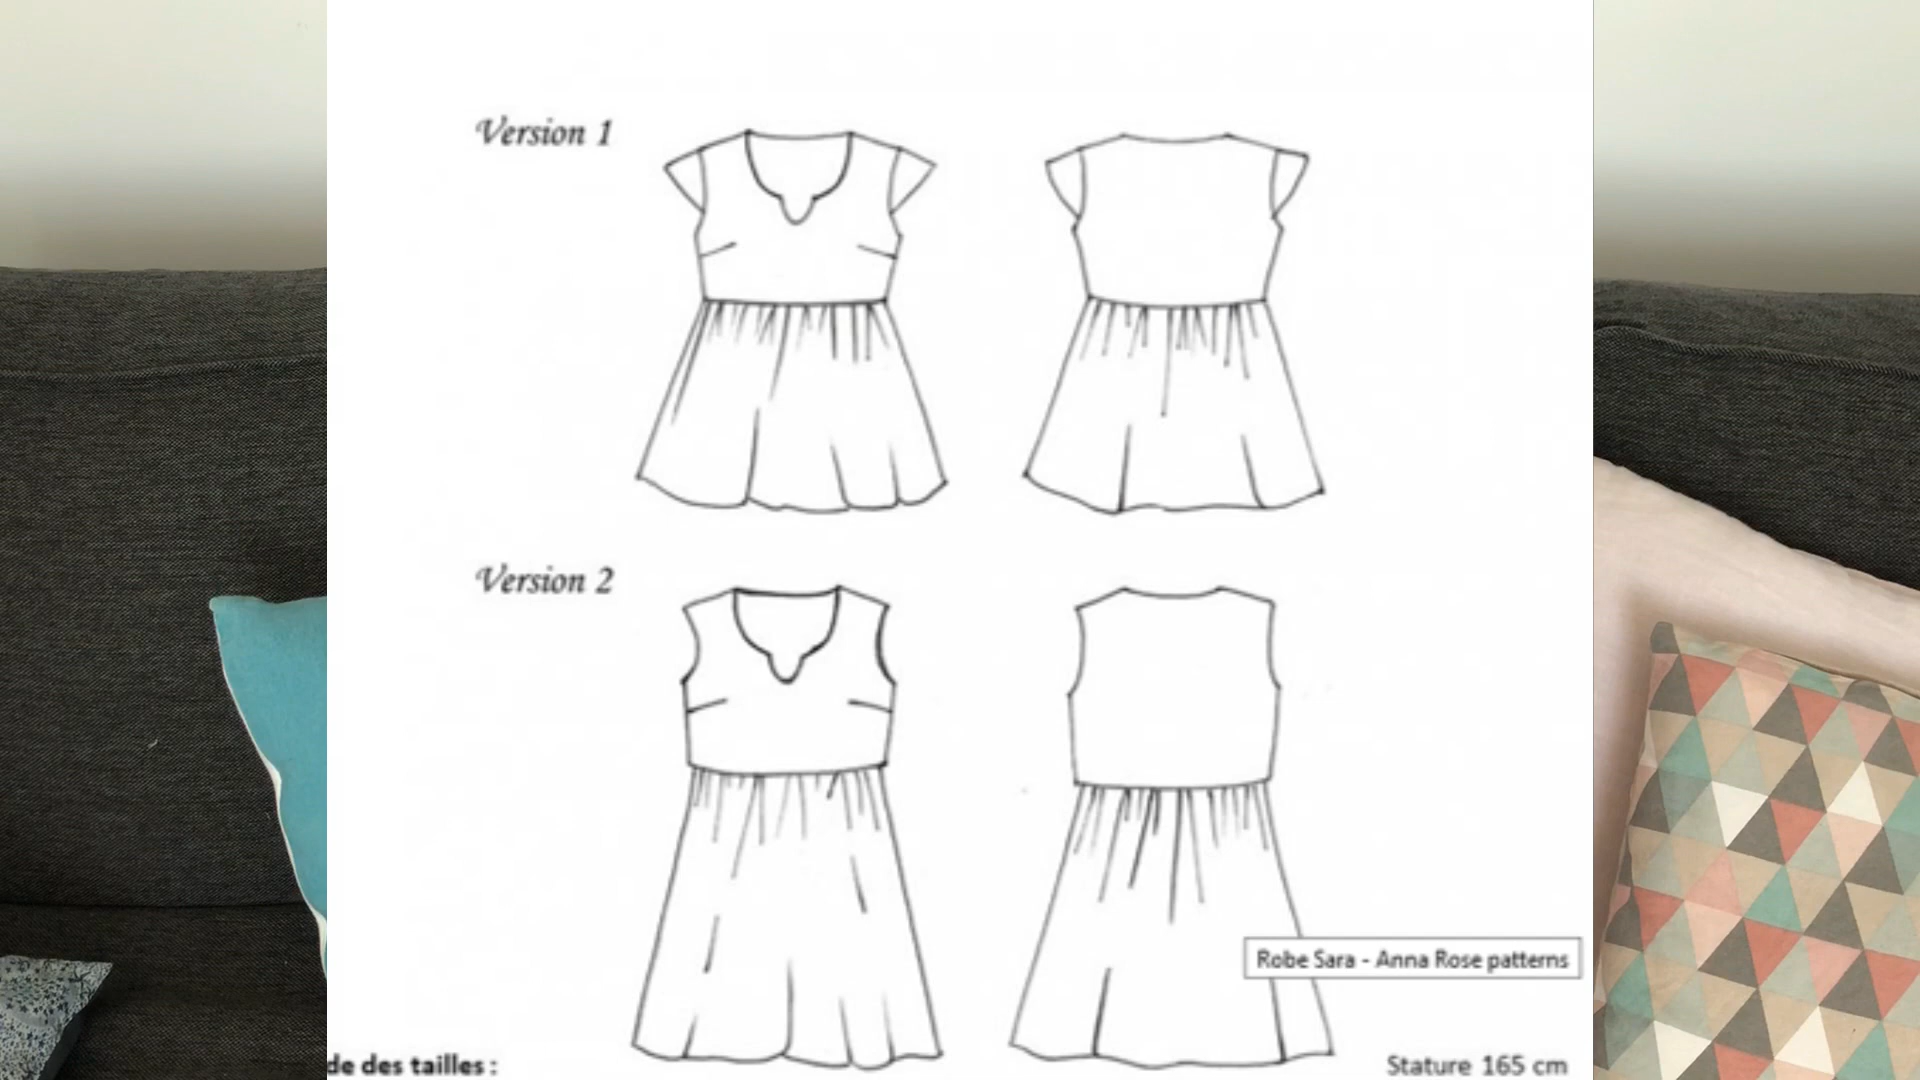 Version 1
Version 2
Robe Sara - Anna Rose patterns
de des tailles :
Stature 165 cm